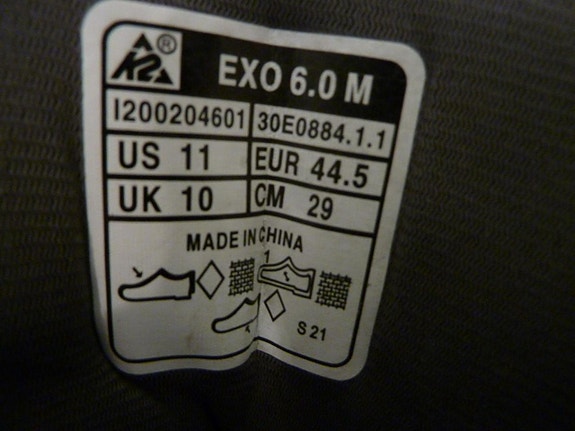 K2® EXO 6.0 M
I200204601 30E0884.1.1
US 11 EUR 44.5
UK 10 CM 29
MADE IN CHINA
1
S 21